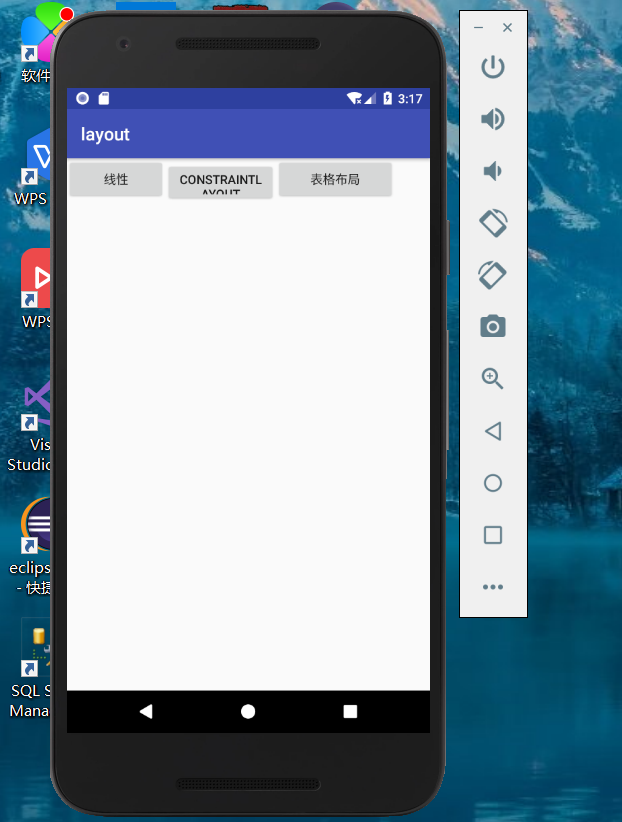 软件
WPS
WPS
Vis
Studio
eclips
- 快捷
SQL S
Mana
3:17
layout
线性
CONSTRAINTL
AYOUT
表格布局